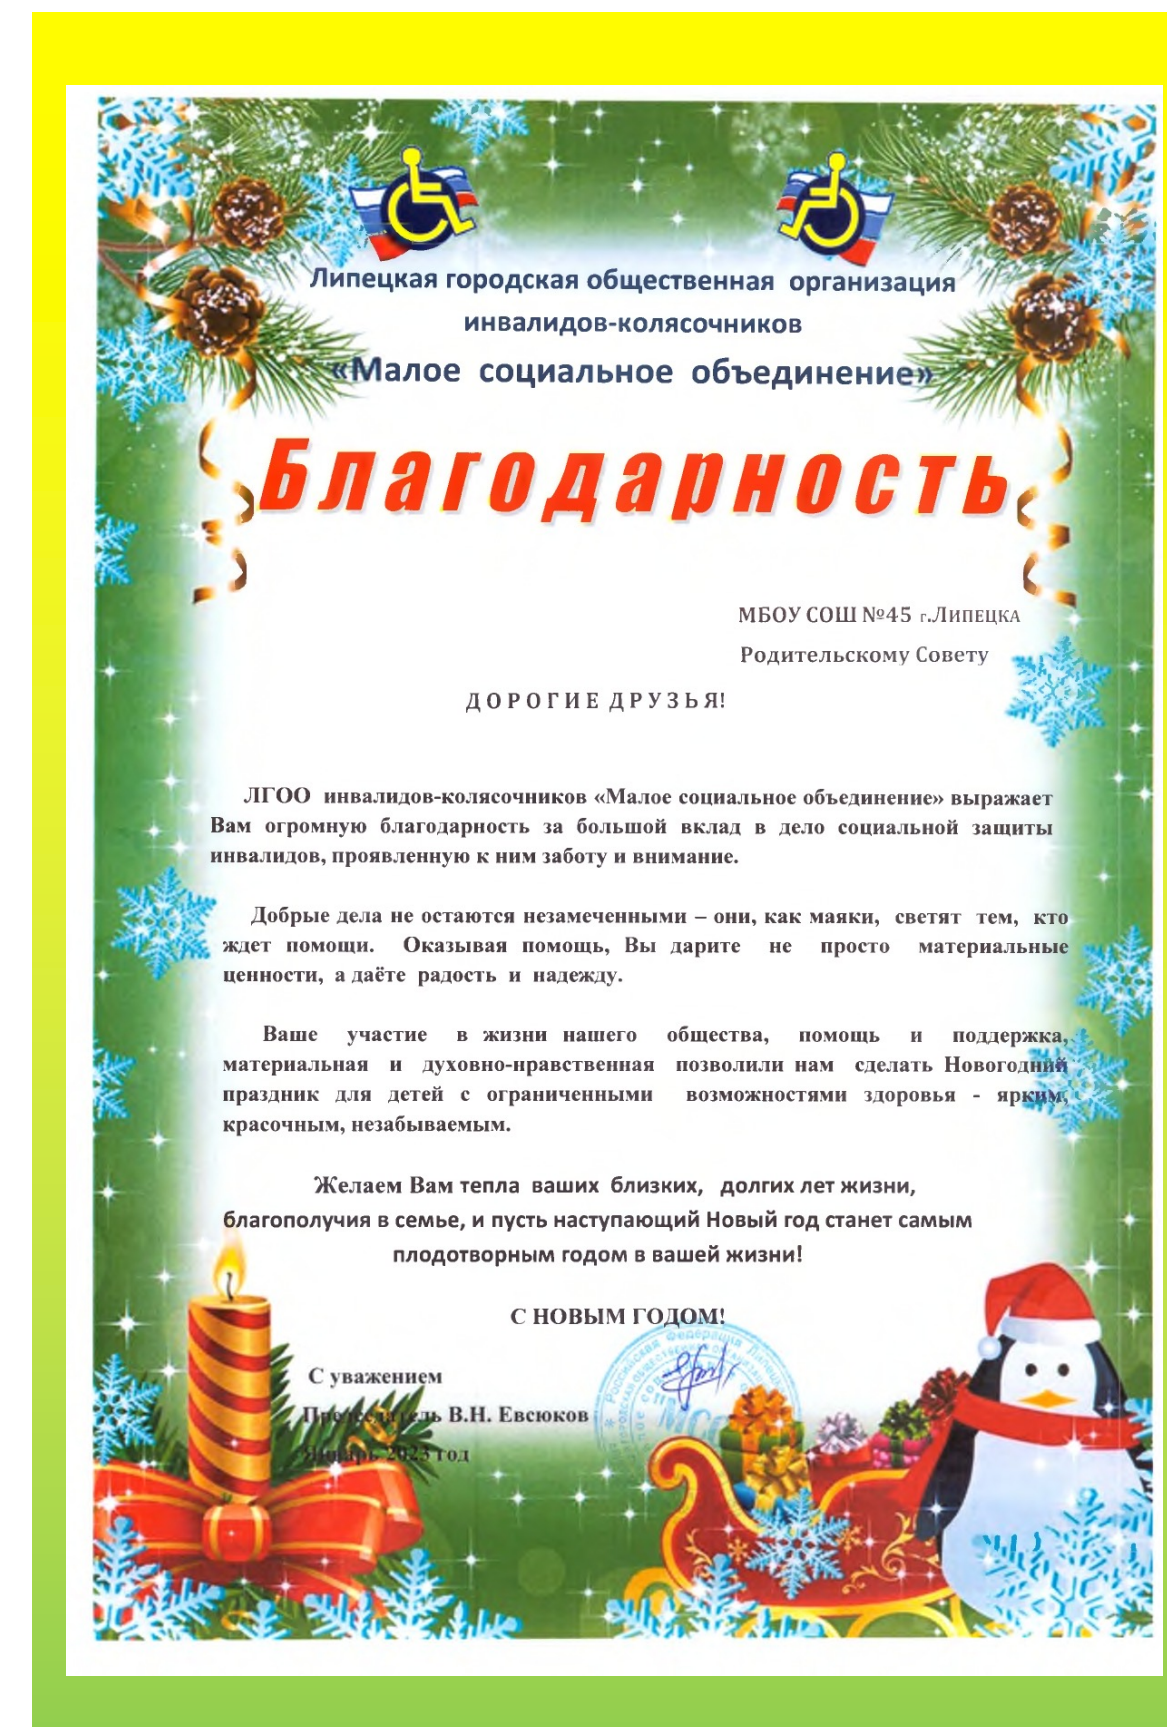 Липецкая городская общественная организация
инвалидов-колясочников
«Малое социальное объединение»
Благодарность
МБОУ СОШ №45 г.Липецка
Родительскому Совету
ДОРОГИЕ ДРУЗЬЯ!
ЛГОО инвалидов-колясочников «Малое социальное объединение» выражает
Вам огромную благодарность за большой вклад в дело социальной защиты
инвалидов, проявленную к ним заботу и внимание.
Добрые дела не остаются незамеченными – они, как маяки, светят тем, кто
ждет помощи. Оказывая помощь, Вы дарите не просто материальные
ценности, а даёте радость и надежду.
Ваше участие в жизни нашего общества, помощь и поддержка,
материальная и духовно-нравственная позволили нам сделать Новогодний
праздник для детей с ограниченными возможностями здоровья - ярким,
красочным, незабываемым.
Желаем Вам тепла ваших близких, долгих лет жизни,
благополучия в семье, и пусть наступающий Новый год станет самым
плодотворным годом в вашей жизни!
С НОВЫМ ГОДОМ!
С уважением
Председатель В.Н. Евсюков
Январь 2023 год
Российская Федерация